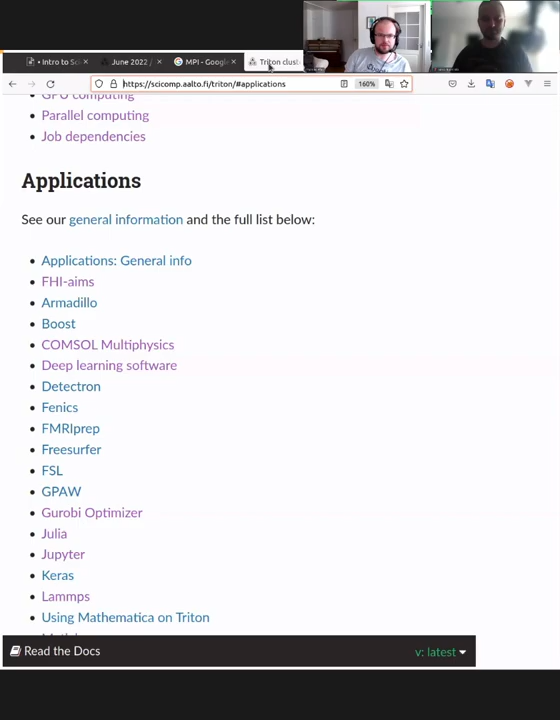 • Intro to Sc
June 2022 /
MPI - Google
Triton clust
https://scicomp.aalto.fi/triton/#applications
160%
GPU computing
Parallel computing
Job dependencies
Applications
See our general information and the full list below:
• Applications: General info
• FHI-aims
• Armadillo
• Boost
• COMSOL Multiphysics
• Deep learning software
• Detectron
• Fenics
• FMRIprep
• Freesurfer
• FSL
• GPAW
• Gurobi Optimizer
• Julia
• Jupyter
• Keras
• Lammps
• Using Mathematica on Triton
Read the Docs
v: latest